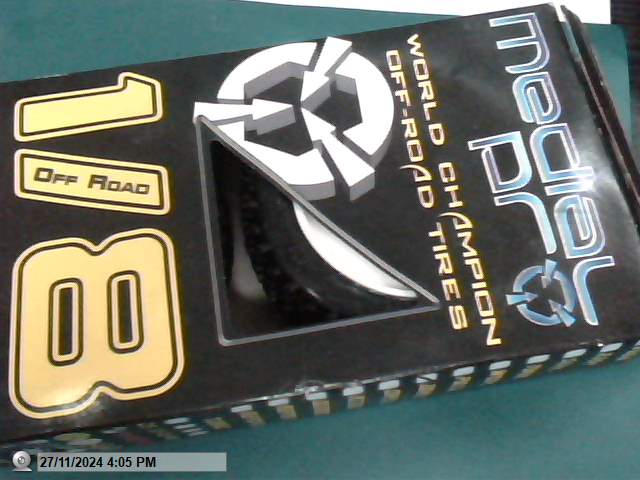 medial
pro
WORLD CHAMPION
OFF-ROAD TIRES
1/8
OFF ROAD
27/11/2024 4:05 PM